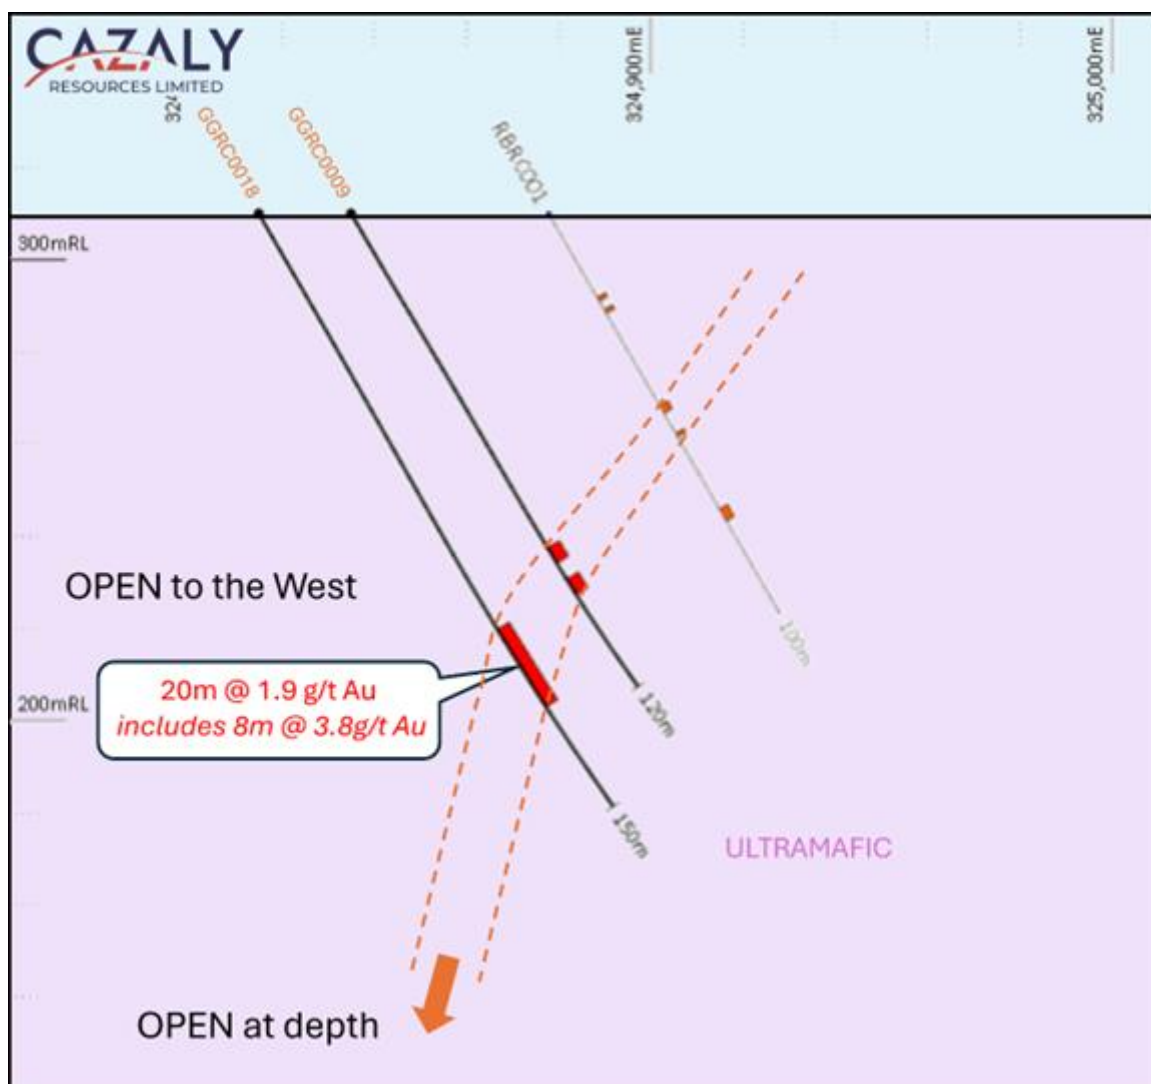 CAZALY
RESOURCES LIMITED
324,900mE
325,000mE
GGRC0018
GGRC0009
RBRC001
300mRL
OPEN to the West
20m @ 1.9 g/t Au
includes 8m @ 3.8g/t Au
200mRL
100m
120m
150m
ULTRAMAFIC
OPEN at depth